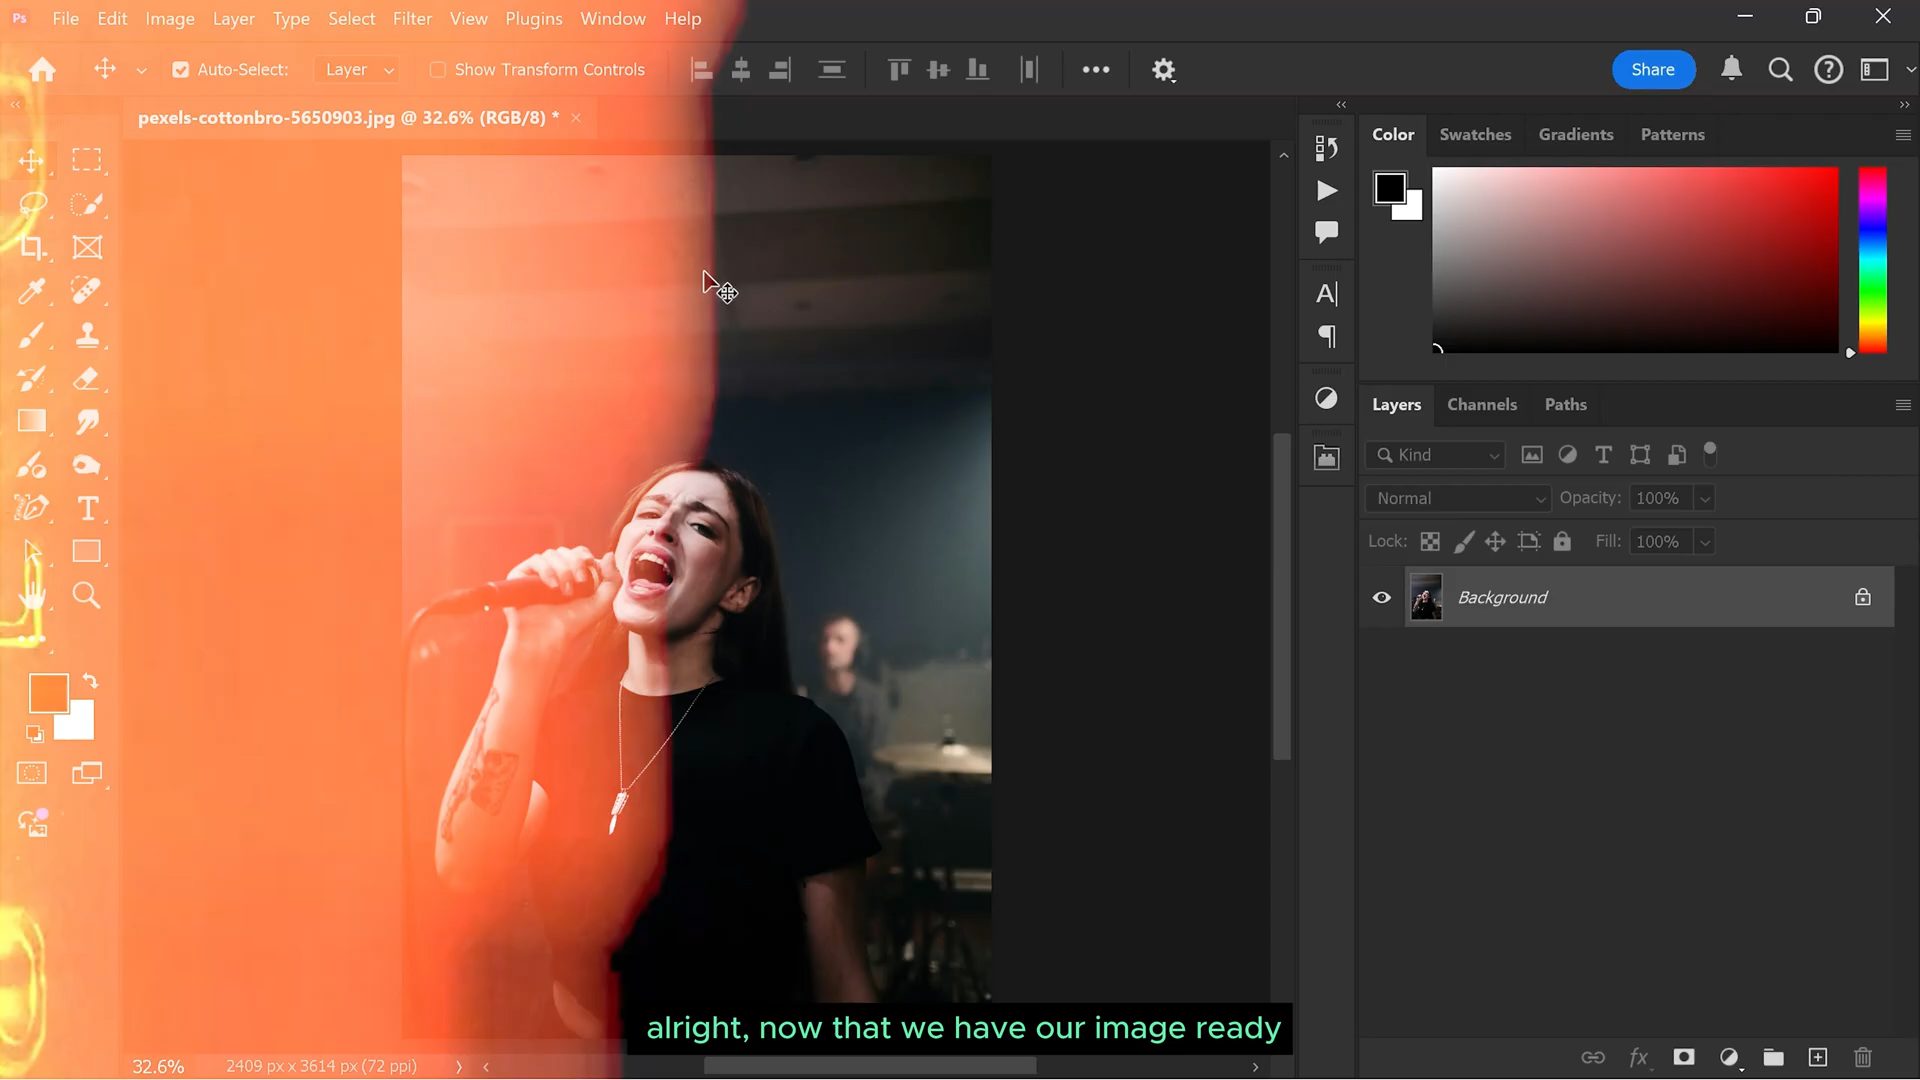 Ps File Edit Image Layer Type Select Filter View Plugins Window Help
Auto-Select: Layer Show Transform Controls Share
pexels-cottonbro-5650903.jpg @ 32.6% (RGB/8) *
Color Swatches Gradients Patterns
Layers Channels Paths
Kind
Normal Opacity: 100%
Lock: Fill: 100%
Background
alright, now that we have our image ready
32.6% 2409 px x 3614 px (72 ppi)
fx